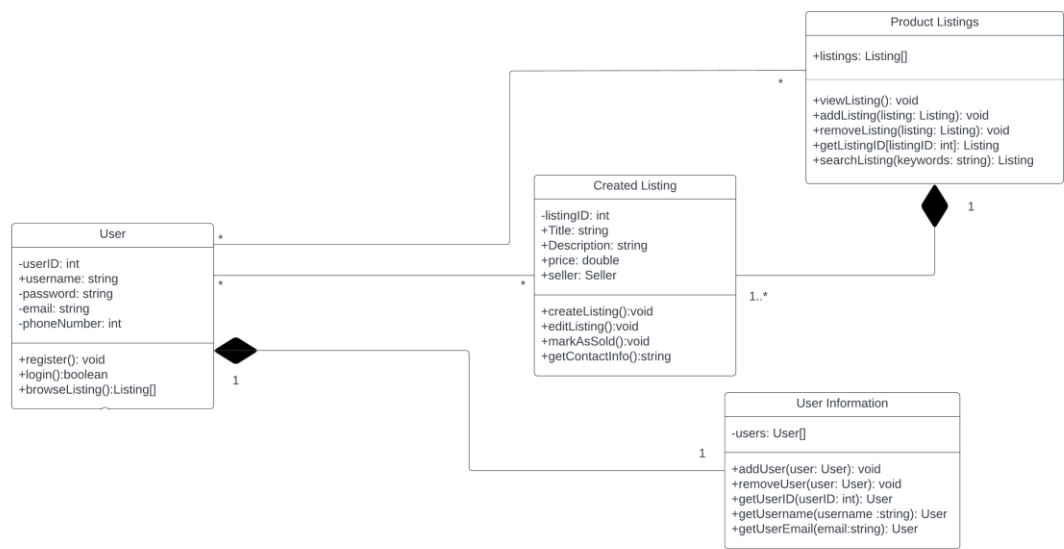 Product Listings
+listings: Listing[]
+viewListing(): void
+addListing(listing: Listing): void
+removeListing(listing: Listing): void
+getListingID[listingID: int]: Listing
+searchListing(keywords: string): Listing
*
1
Created Listing
-listingID: int
+Title: string
+Description: string
+price: double
+seller: Seller
+createListing():void
+editListing():void
+markAsSold():void
+getContactInfo():string
1..*
*
User
-userID: int
+username: string
-password: string
-email: string
-phoneNumber: int
+register(): void
+login():boolean
+browseListing():Listing[]
*
*
1
1
User Information
-users: User[]
+addUser(user: User): void
+removeUser(user: User): void
+getUserID(userID: int): User
+getUsername(username :string): User
+getUserEmail(email:string): User